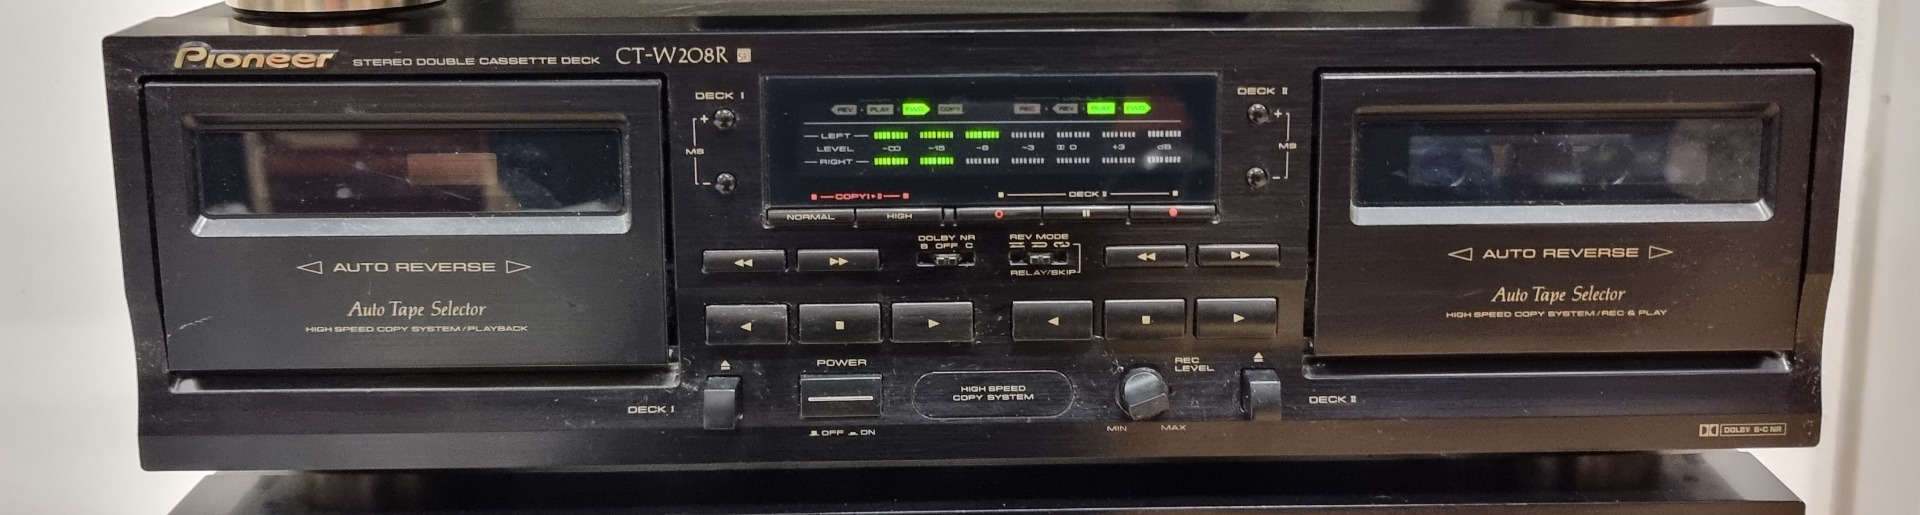 Pioneer STEREO DOUBLE CASSETTE DECK CT-W208R
DECK I
+
MS
-
REV PLAY FWD COPY
REC REV PLAY FWD
LEFT
LEVEL -∞ -15 -8 -3 0 +3 dB
RIGHT
COPY I▸II
DECK II
NORMAL HIGH
DECK II
+
MS
-
◁ AUTO REVERSE ▷
Auto Tape Selector
HIGH SPEED COPY SYSTEM/PLAYBACK
DOLBY NR
B OFF C
REV MODE
RELAY/SKIP
◁ AUTO REVERSE ▷
Auto Tape Selector
HIGH SPEED COPY SYSTEM/REC & PLAY
DECK I
POWER
OFF ON
HIGH SPEED
COPY SYSTEM
REC
LEVEL
MIN MAX
DECK II
DOLBY B-C NR